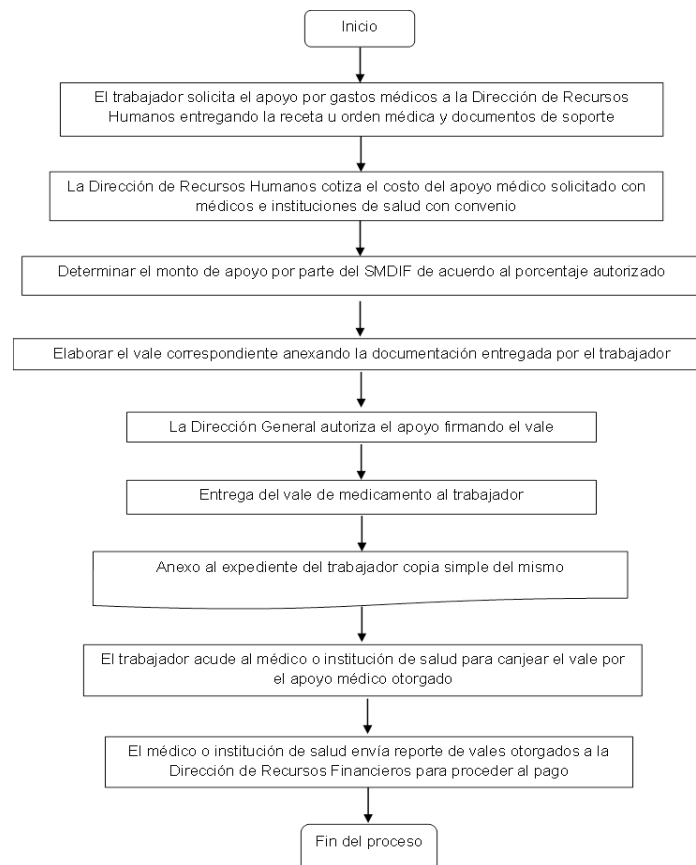 Inicio
El trabajador solicita el apoyo por gastos médicos a la Dirección de Recursos
Humanos entregando la receta u orden médica y documentos de soporte
La Dirección de Recursos Humanos cotiza el costo del apoyo médico solicitado con
médicos e instituciones de salud con convenio
Determinar el monto de apoyo por parte del SMDIF de acuerdo al porcentaje autorizado
Elaborar el vale correspondiente anexando la documentación entregada por el trabajador
La Dirección General autoriza el apoyo firmando el vale
Entrega del vale de medicamento al trabajador
Anexo al expediente del trabajador copia simple del mismo
El trabajador acude al médico o institución de salud para canjear el vale por
el apoyo médico otorgado
El médico o institución de salud envía reporte de vales otorgados a la
Dirección de Recursos Financieros para proceder al pago
Fin del proceso